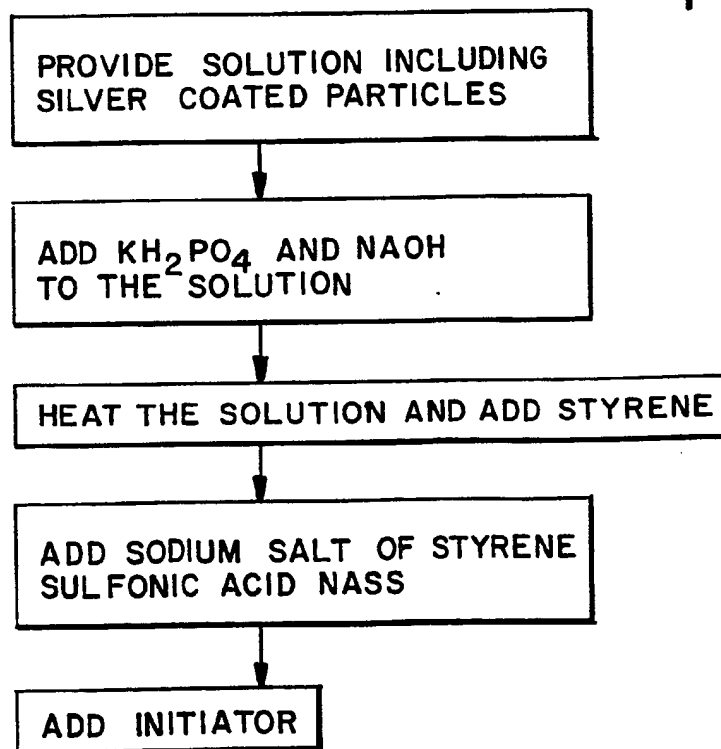 PROVIDE SOLUTION INCLUDING
SILVER COATED PARTICLES
ADD KH₂PO₄ AND NAOH
TO THE SOLUTION
HEAT THE SOLUTION AND ADD STYRENE
ADD SODIUM SALT OF STYRENE
SULFONIC ACID NASS
ADD INITIATOR